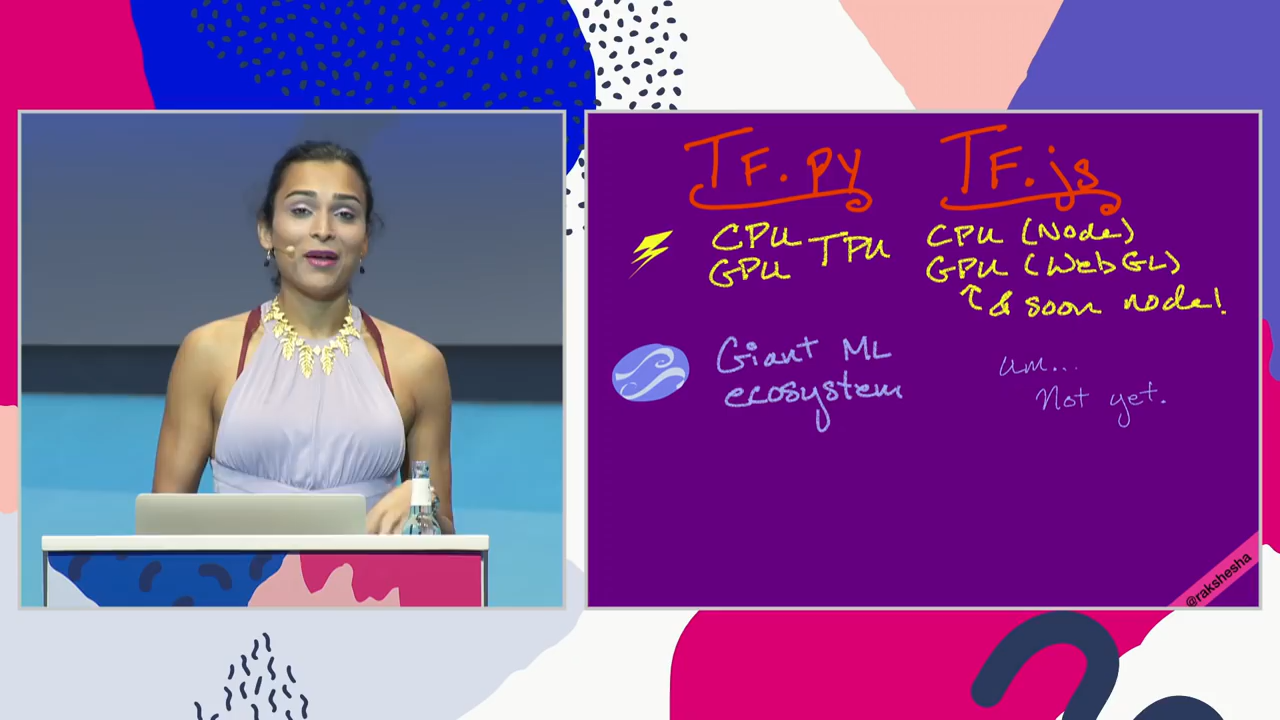 TF.py
TF.js
CPU
GPU
TPU
CPU (Node)
GPU (WebGL)
↑ & soon node!
Giant ML
ecosystem
um...
Not yet.
@rakshesha